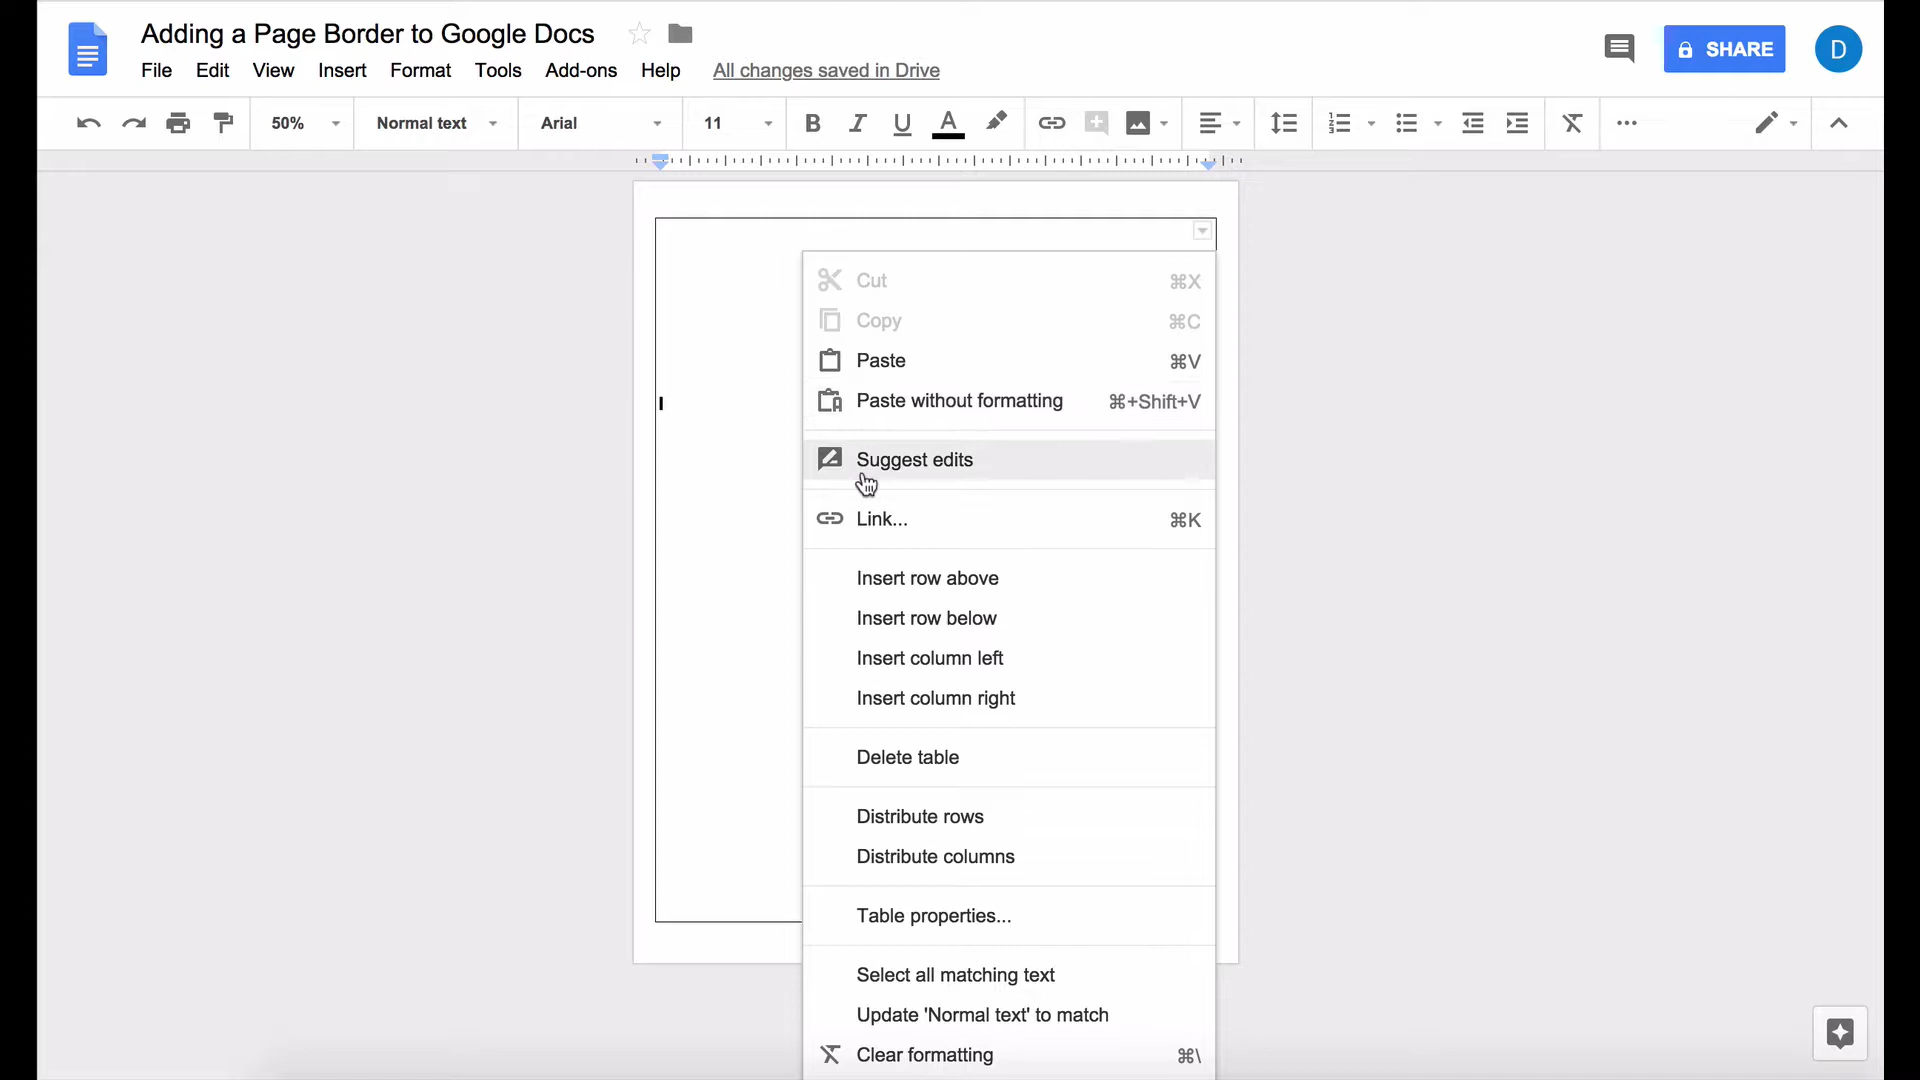 Adding a Page Border to Google Docs
File Edit View Insert Format Tools Add-ons Help All changes saved in Drive
SHARE
D
50% Normal text Arial 11
Cut ⌘X
Copy ⌘C
Paste ⌘V
Paste without formatting ⌘+Shift+V
Suggest edits
Link... ⌘K
Insert row above
Insert row below
Insert column left
Insert column right
Delete table
Distribute rows
Distribute columns
Table properties...
Select all matching text
Update 'Normal text' to match
Clear formatting ⌘\